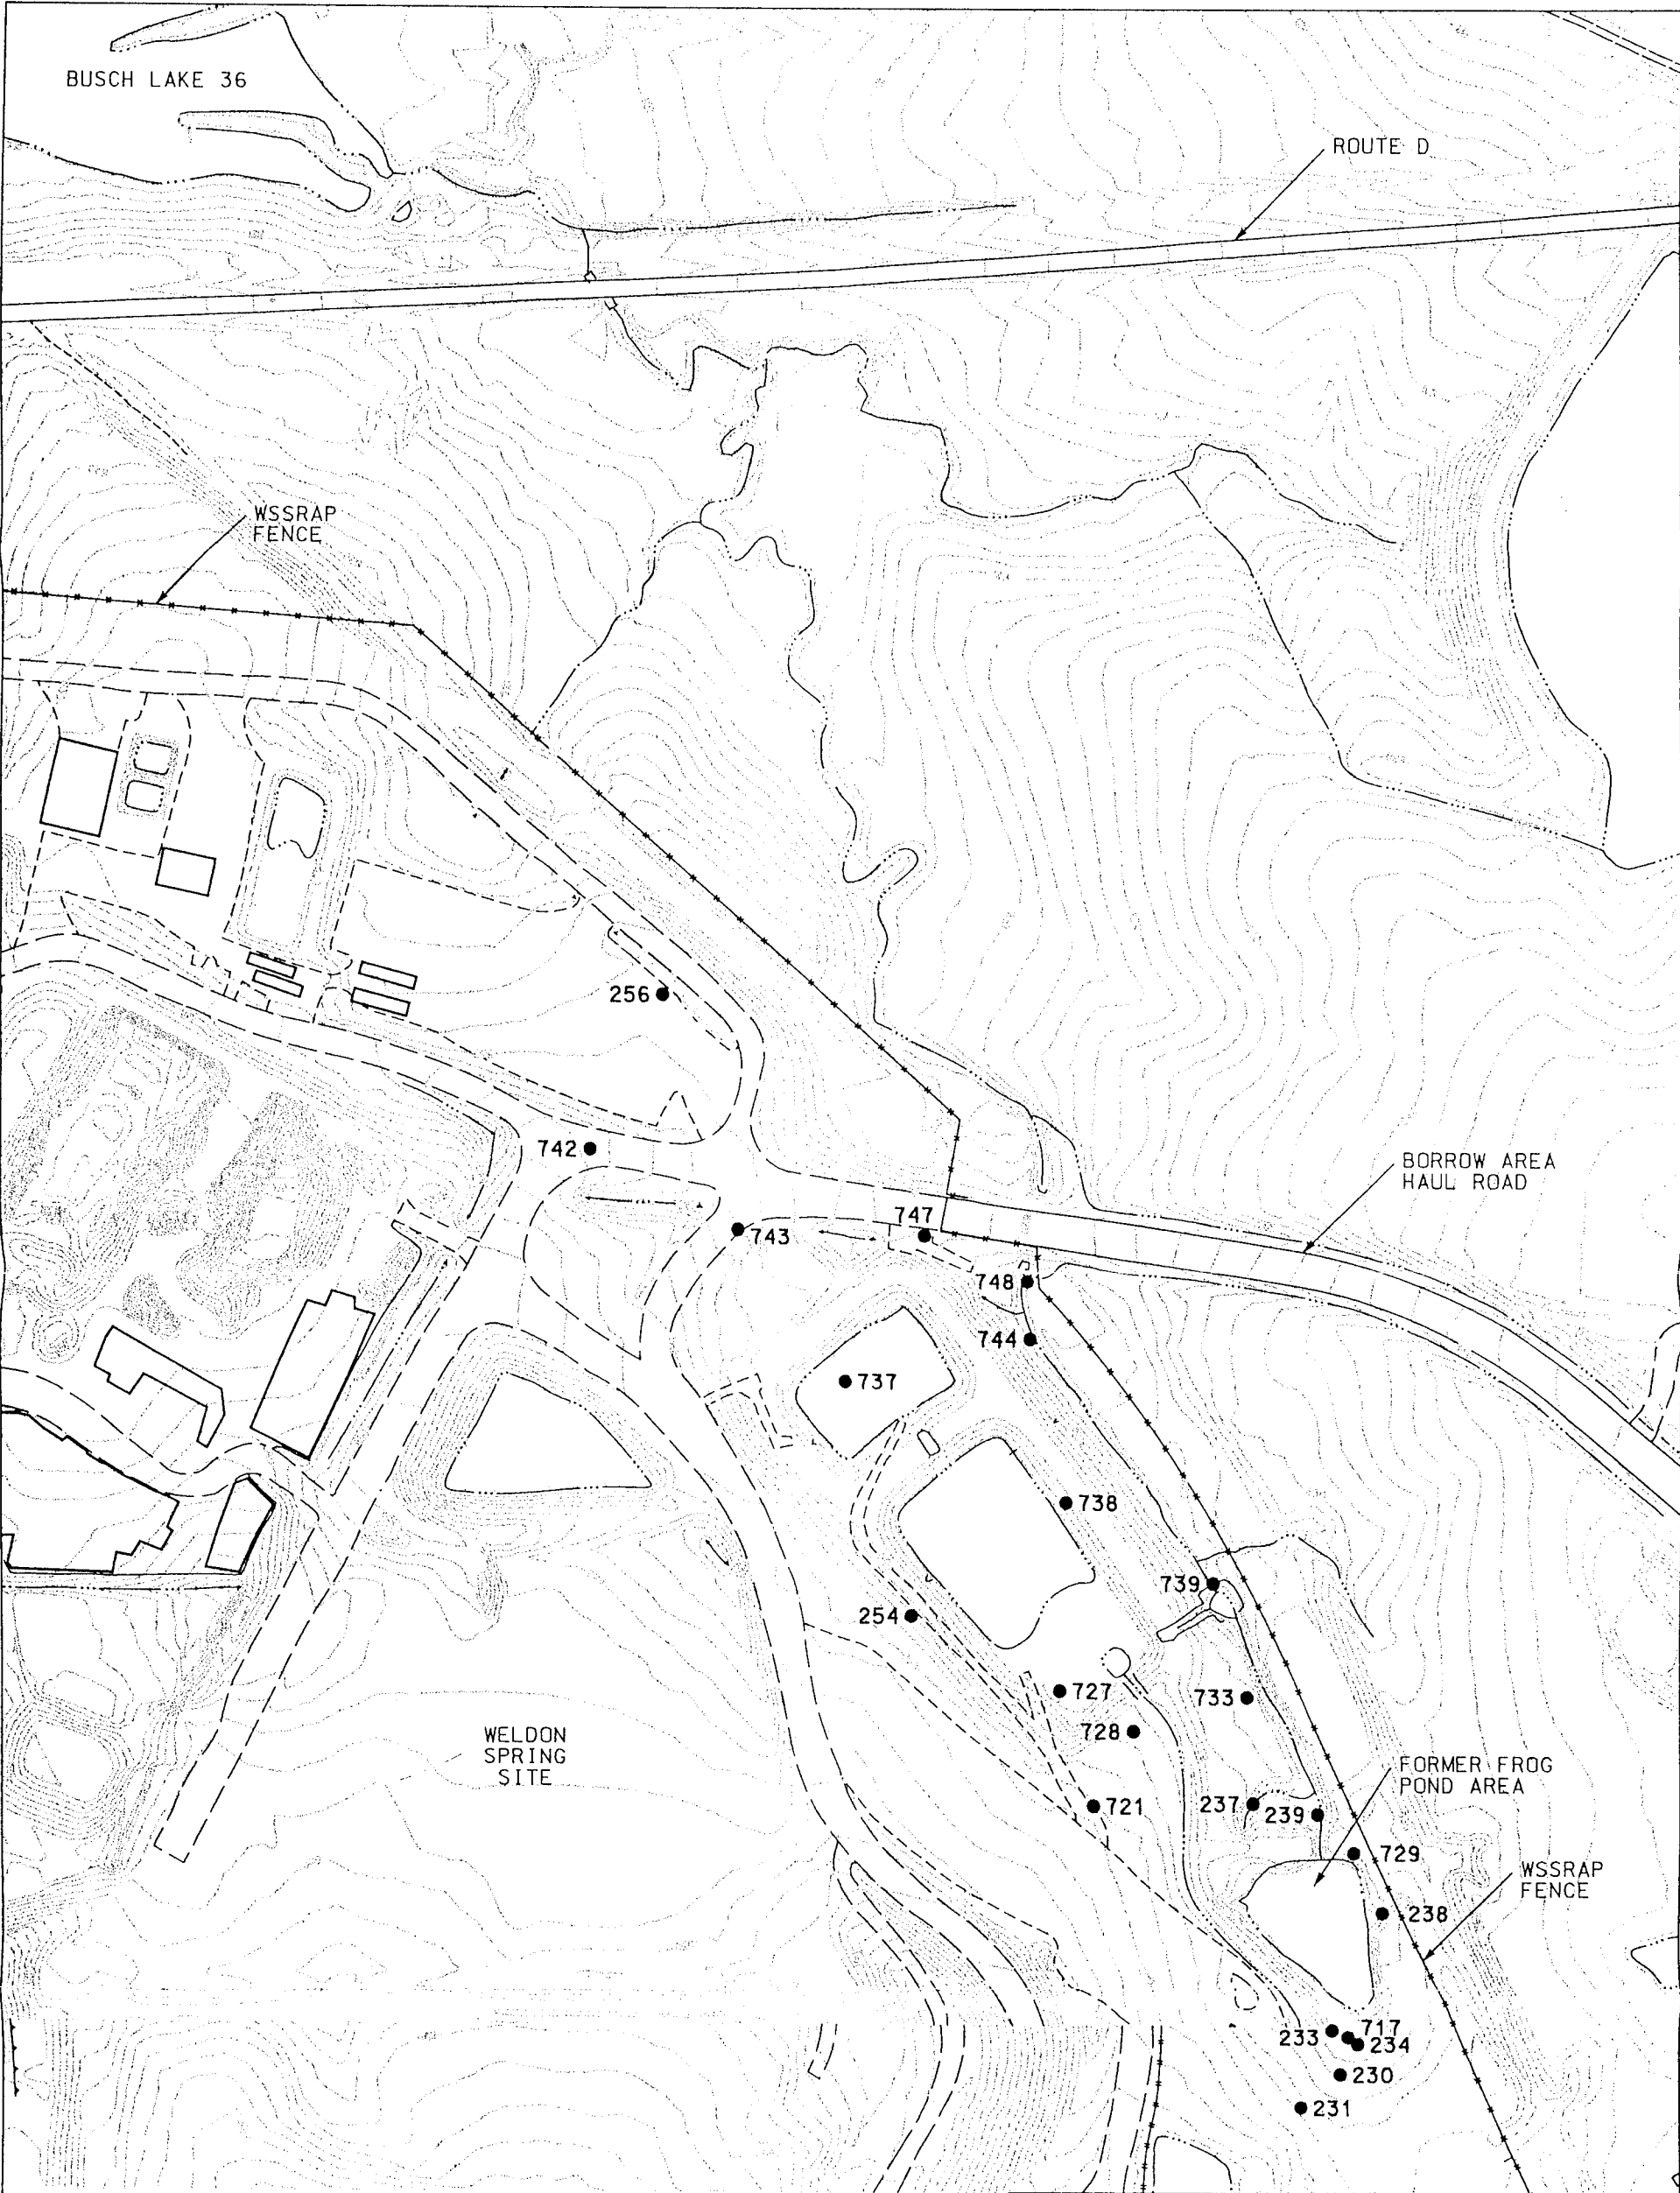 BUSCH LAKE 36
ROUTE D
WSSRAP
FENCE
256
742
BORROW AREA
HAUL ROAD
743
747
748
744
737
738
739
254
727
733
728
WELDON
SPRING
SITE
FORMER FROG
POND AREA
721
237
239
729
WSSRAP
FENCE
238
233
717
234
230
231